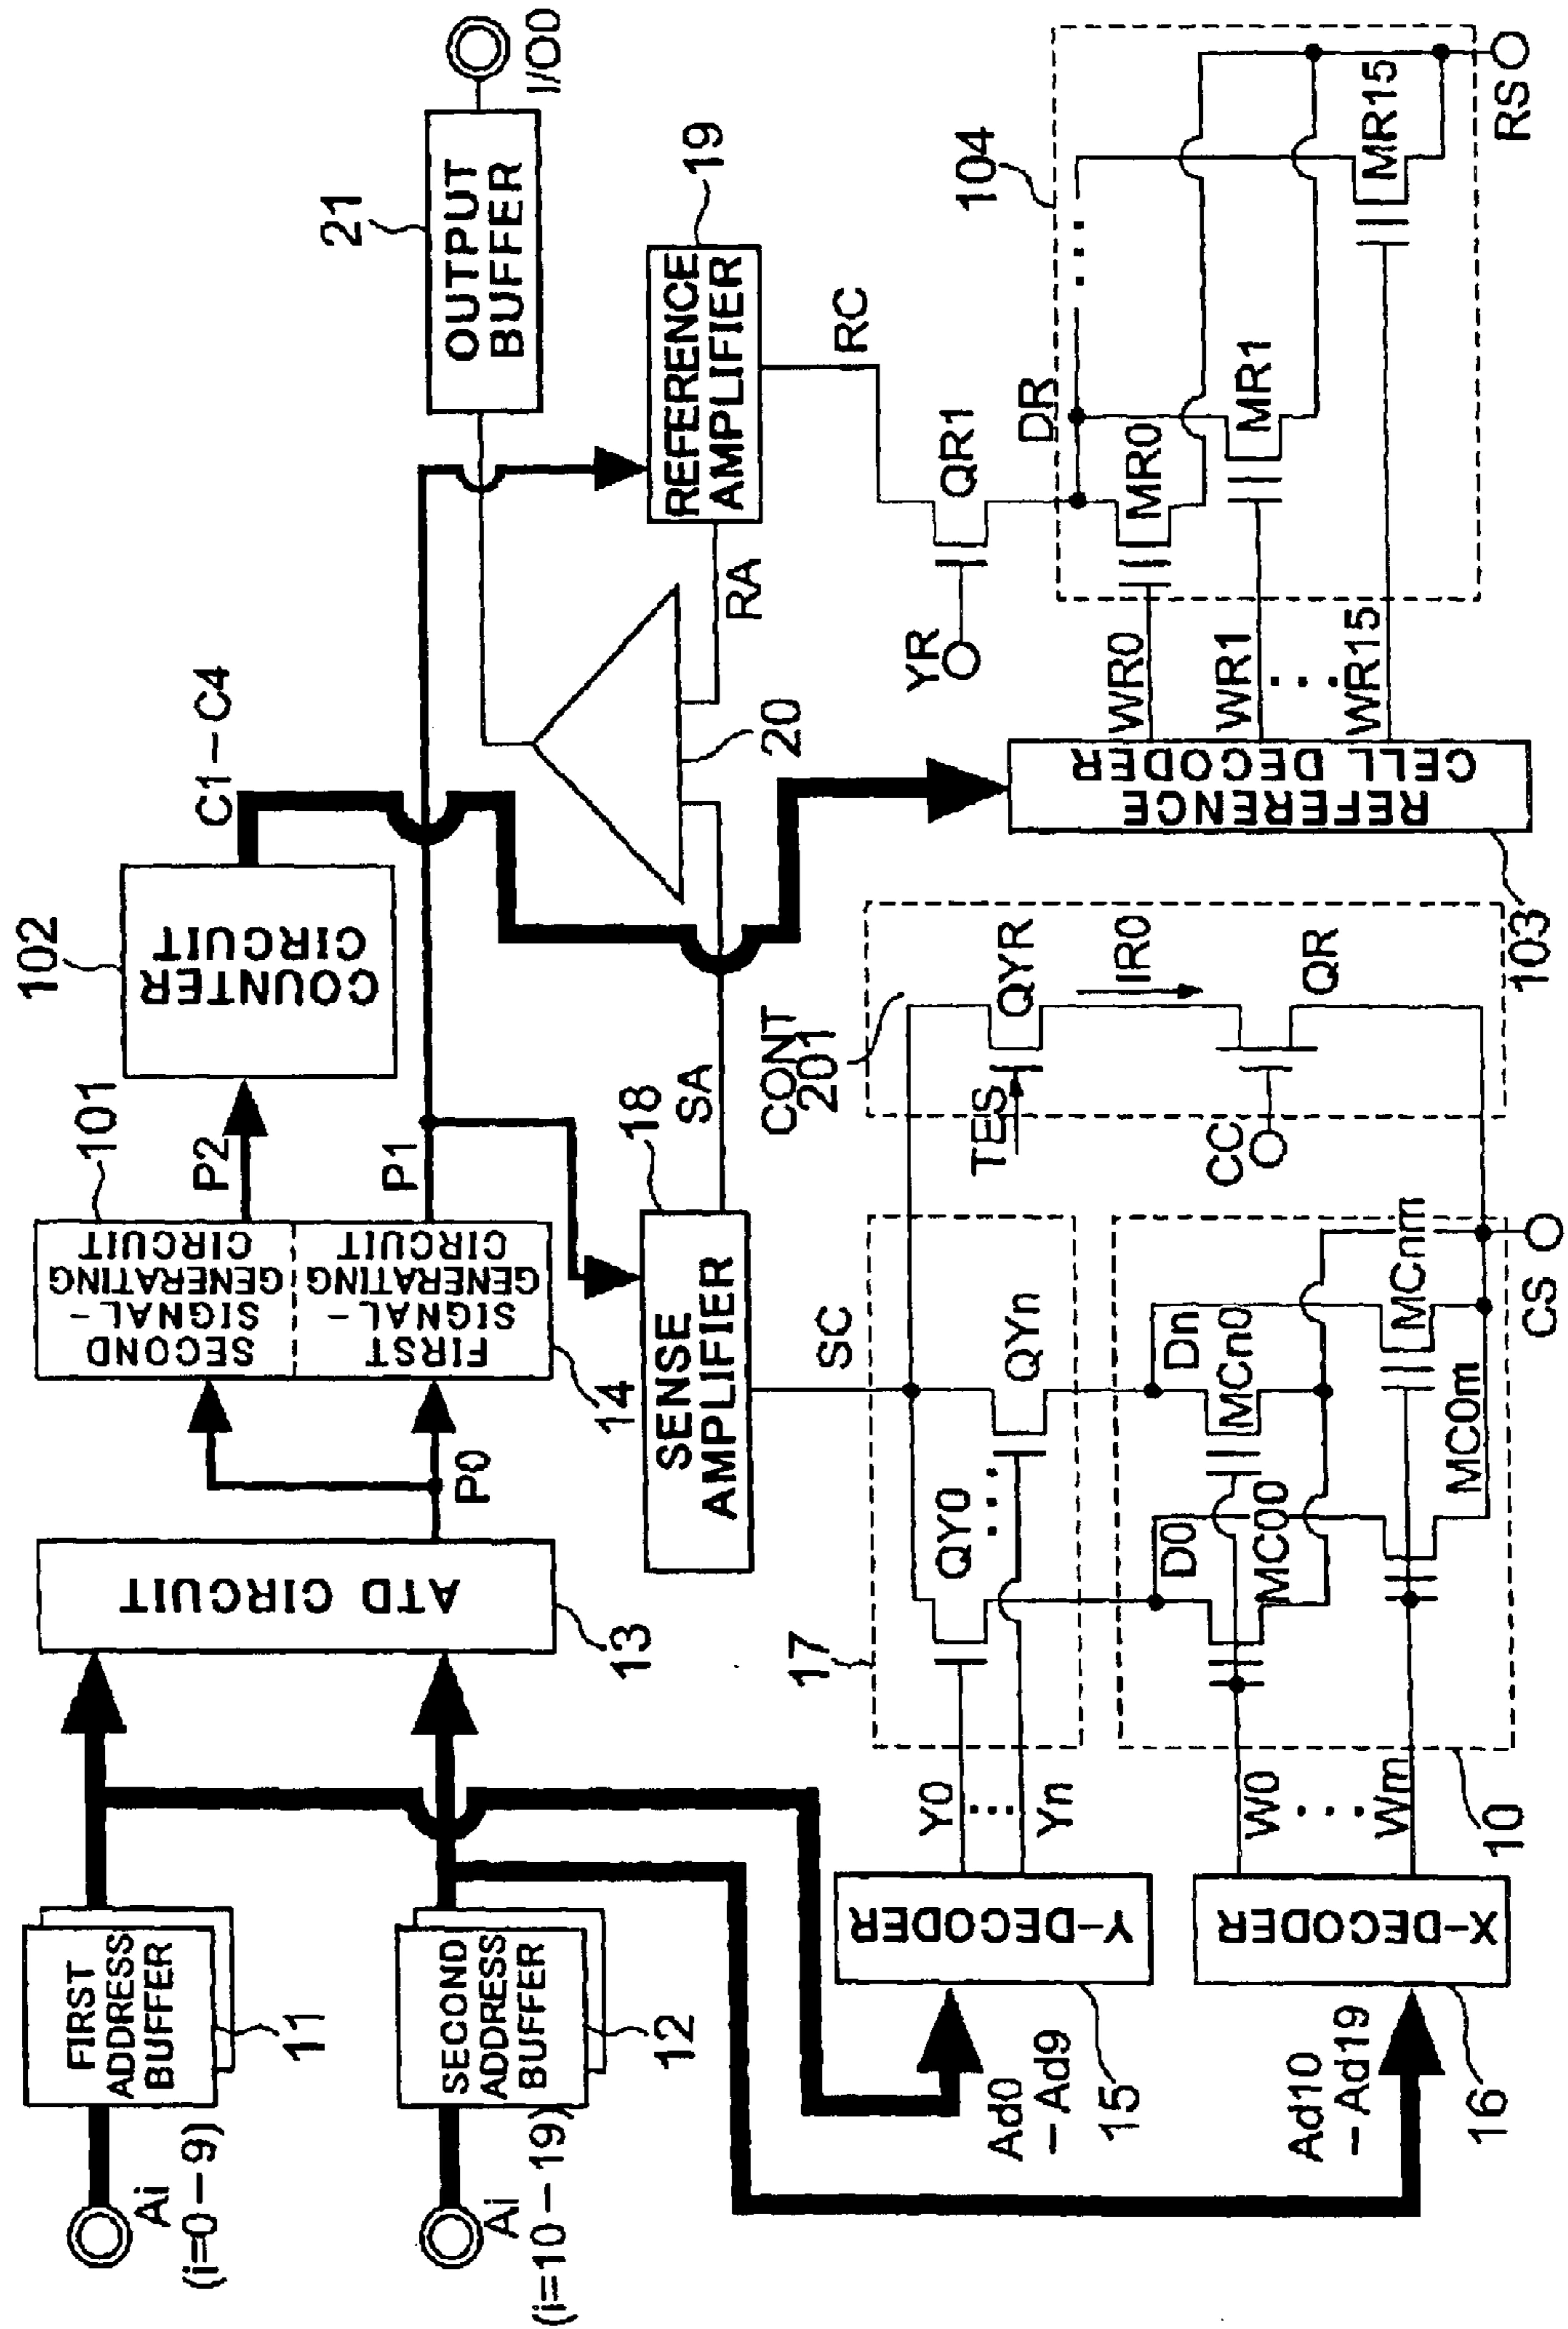 FIRST
ADDRESS
BUFFER
11
Ai
(i=0-9)
SECOND
ADDRESS
BUFFER
12
Ai
(i=10-19)
ATD CIRCUIT
13
P0
SECOND
SIGNAL-
GENERATING
CIRCUIT
101
FIRST
SIGNAL-
GENERATING
CIRCUIT
14
P2
P1
COUNTER
CIRCUIT
102
C1-C4
OUTPUT
BUFFER
21
I/O0
SENSE
AMPLIFIER
18
SA
20
RA
REFERENCE
AMPLIFIER
19
RC
Y-DECODER
15
Ad0
-Ad9
Y0
...
Yn
X-DECODER
16
Ad10
-Ad19
W0
...
Wm
17
QY0
...
QYn
SC
10
D0
MC00
MC0m
Dn
MCn0
MCnm
CS
CONT
201
TES
QYR
IR0
CC
QR
REFERENCE
CELL DECODER
103
WR0
WR1
...
WR15
YR
QR1
DR
104
MR0
MR1
...
MR15
RS